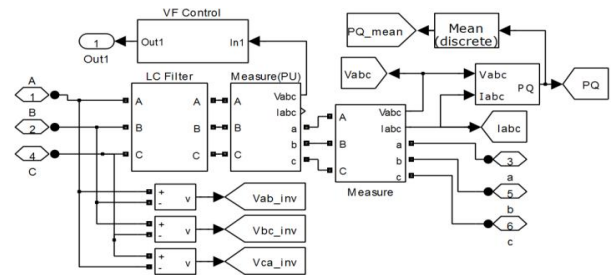 VF Control
1
Out1
Out1
In1
PQ_mean
Mean
(discrete)
Vabc
Vabc
Iabc
PQ
PQ
Iabc
LC Filter
A
B
C
A
B
C
Measure(PU)
A
B
C
Vabc
Iabc
a
b
c
A
B
C
Vabc
Iabc
a
b
c
Measure
A
1
B
2
4
C
3
a
5
b
6
c
+
-
v
Vab_inv
+
-
v
Vbc_inv
+
-
v
Vca_inv